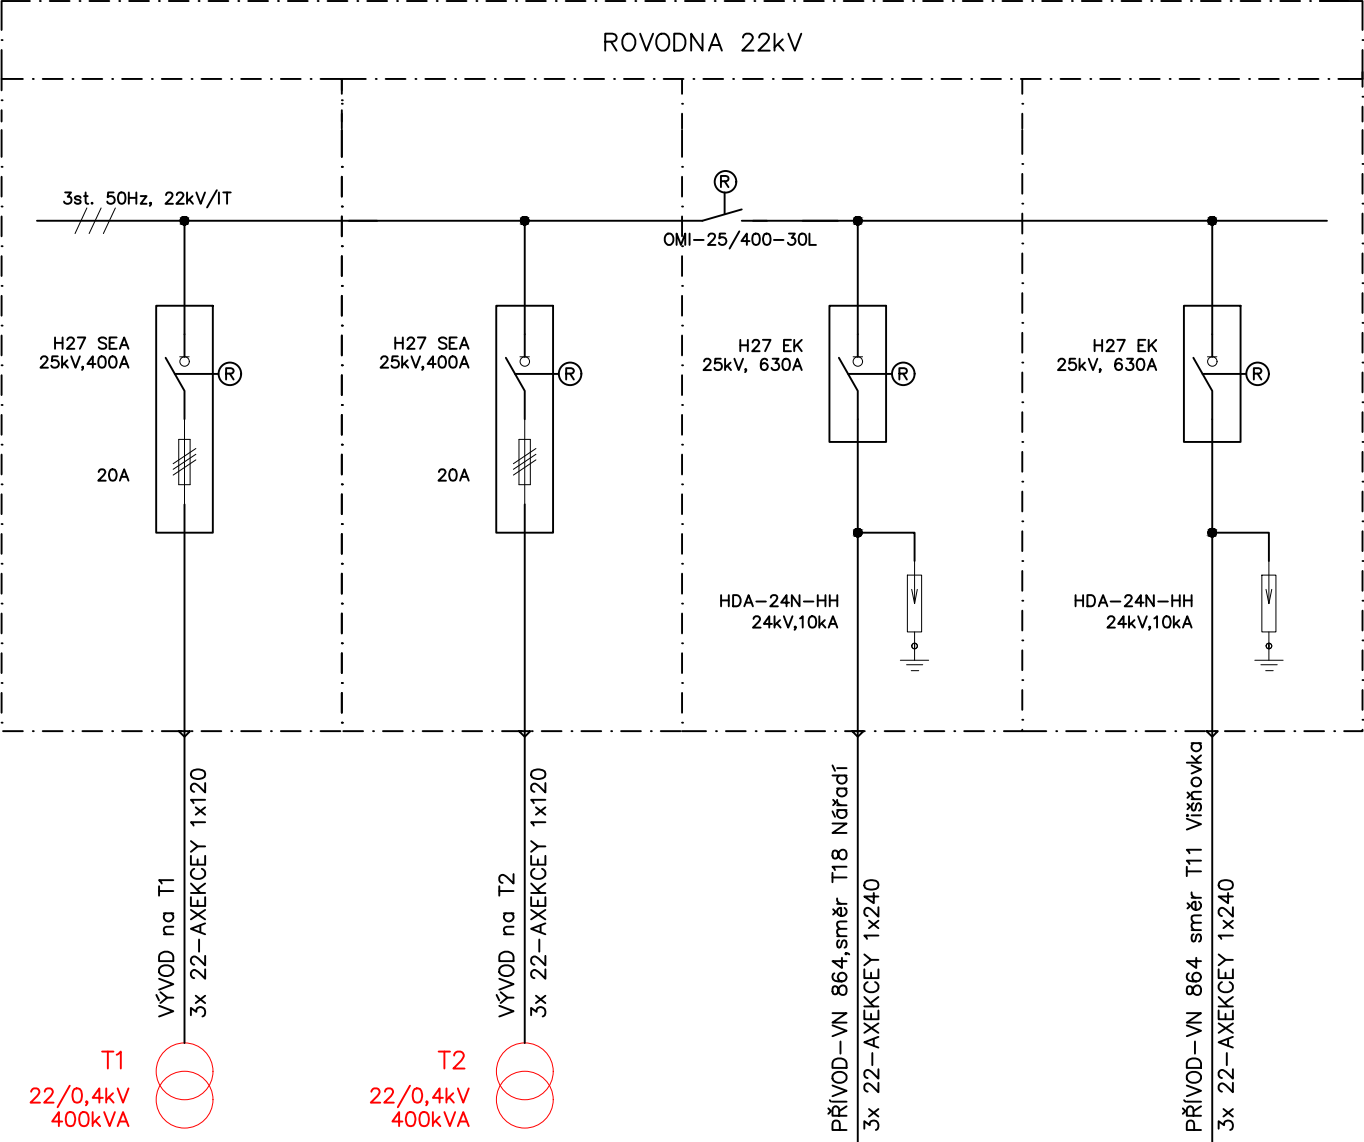 ROVODNA 22kV
3st. 50Hz, 22kV/IT
R
OMI-25/400-30L
H27 SEA
25kV,400A
R
20A
H27 SEA
25kV,400A
R
20A
H27 EK
25kV, 630A
R
HDA-24N-HH
24kV,10kA
H27 EK
25kV, 630A
R
HDA-24N-HH
24kV,10kA
VÝVOD na T1
3x 22-AXEKCEY 1x120
VÝVOD na T2
3x 22-AXEKCEY 1x120
PŘÍVOD-VN 864,směr T18 Nářadí
3x 22-AXEKCEY 1x240
PŘÍVOD-VN 864 směr T11 Višňovka
3x 22-AXEKCEY 1x240
T1
22/0,4kV
400kVA
T2
22/0,4kV
400kVA